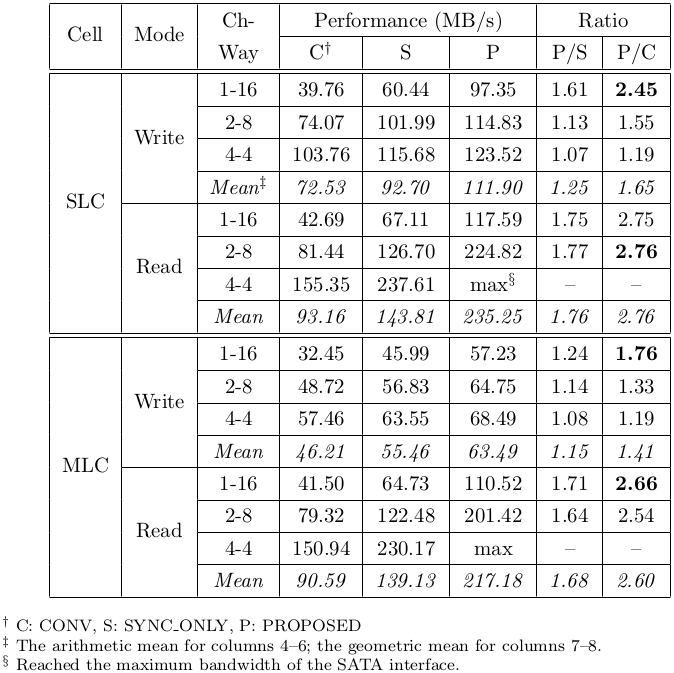 Cell Mode Ch-Way Performance (MB/s) Ratio
C† S P P/S P/C
SLC Write 1-16 39.76 60.44 97.35 1.61 2.45
2-8 74.07 101.99 114.83 1.13 1.55
4-4 103.76 115.68 123.52 1.07 1.19
Mean‡ 72.53 92.70 111.90 1.25 1.65
Read 1-16 42.69 67.11 117.59 1.75 2.75
2-8 81.44 126.70 224.82 1.77 2.76
4-4 155.35 237.61 max§ – –
Mean 93.16 143.81 235.25 1.76 2.76
MLC Write 1-16 32.45 45.99 57.23 1.24 1.76
2-8 48.72 56.83 64.75 1.14 1.33
4-4 57.46 63.55 68.49 1.08 1.19
Mean 46.21 55.46 63.49 1.15 1.41
Read 1-16 41.50 64.73 110.52 1.71 2.66
2-8 79.32 122.48 201.42 1.64 2.54
4-4 150.94 230.17 max – –
Mean 90.59 139.13 217.18 1.68 2.60
† C: CONV, S: SYNC_ONLY, P: PROPOSED
‡ The arithmetic mean for columns 4–6; the geometric mean for columns 7–8.
§ Reached the maximum bandwidth of the SATA interface.